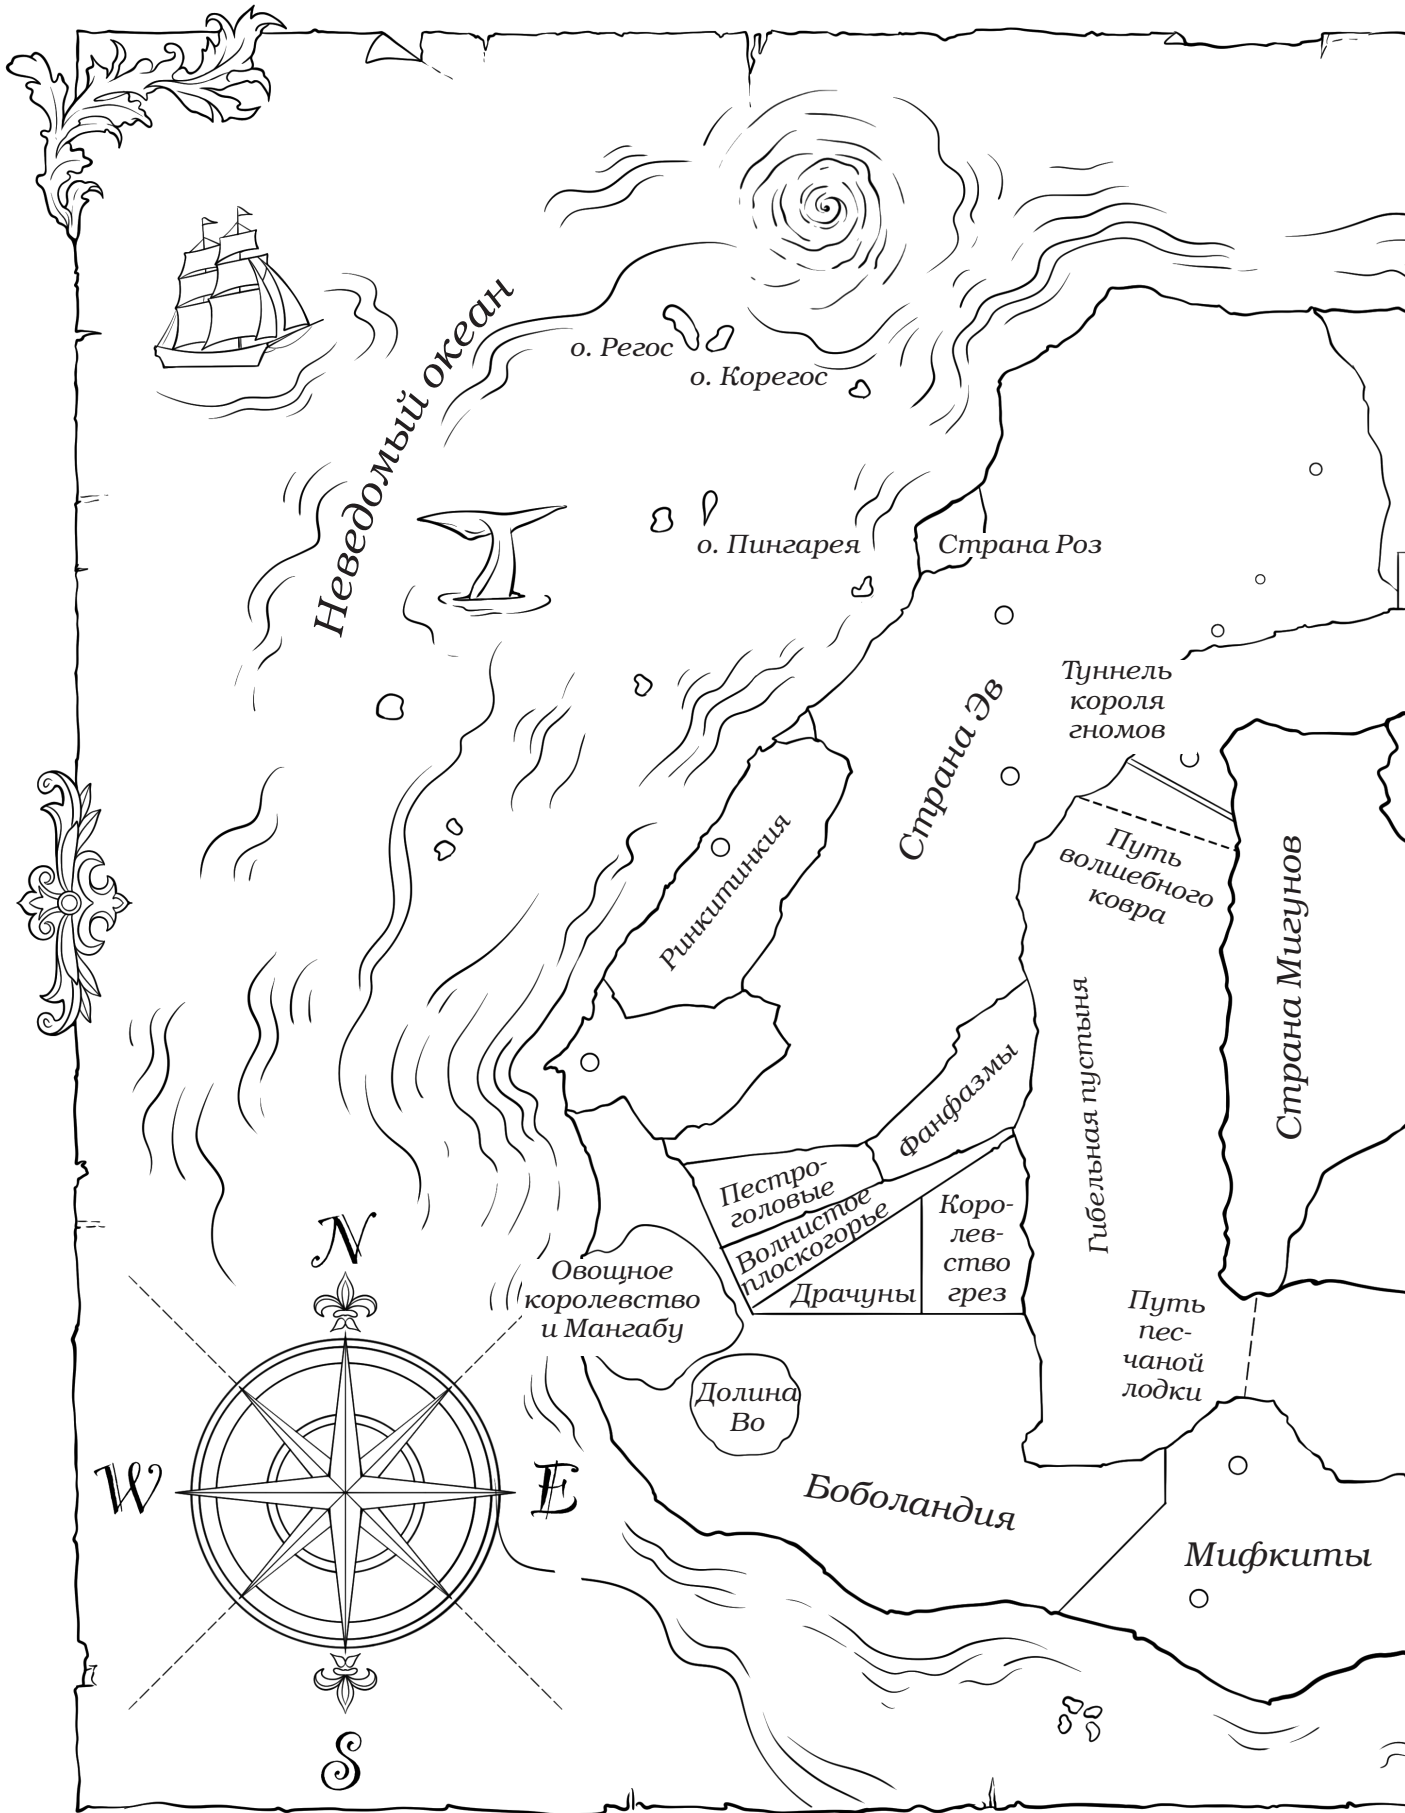 Неведомый океан
о. Регос
о. Корегос
о. Пингарея
Страна Роз
Туннель
короля
гномов
Страна Эв
Путь
волшебного
ковра
Ринкитинкия
Страна Мигунов
Гибельная пустыня
Фанфазмы
Пестро-
головые
Волнистое
плоскогорье
Драчуны
Коро-
лев-
ство
грез
Овощное
королевство
и Мангабу
Долина
Во
Путь
пес-
чаной
лодки
Боболандия
Мифкиты
N
W
E
S